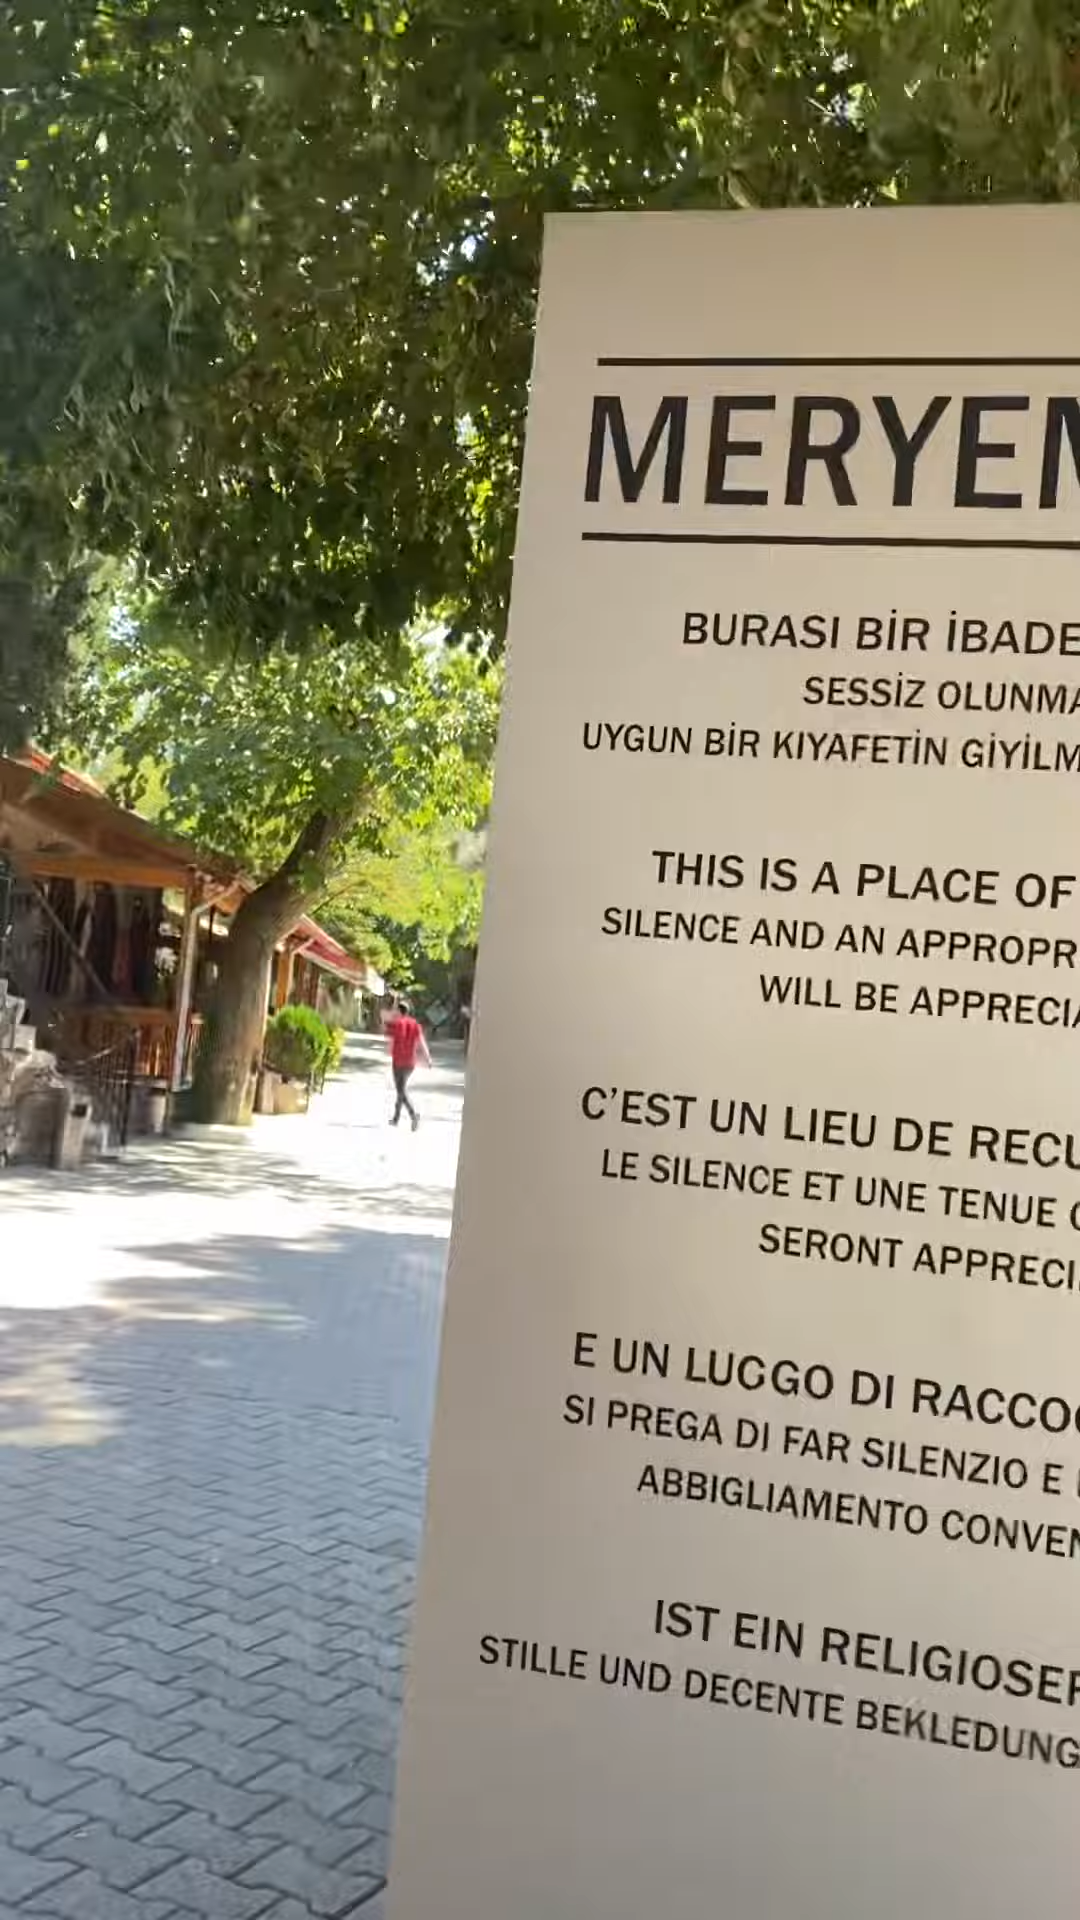 MERYEM
BURASI BİR İBADE
SESSİZ OLUNMA
UYGUN BİR KIYAFETİN GİYİLM
THIS IS A PLACE OF
SILENCE AND AN APPROPR
WILL BE APPRECIA
C'EST UN LIEU DE RECU
LE SILENCE ET UNE TENUE C
SERONT APPRECI
E UN LUGGO DI RACCOG
SI PREGA DI FAR SILENZIO E
ABBIGLIAMENTO CONVEN
IST EIN RELIGIOSER
STILLE UND DECENTE BEKLEDUNG